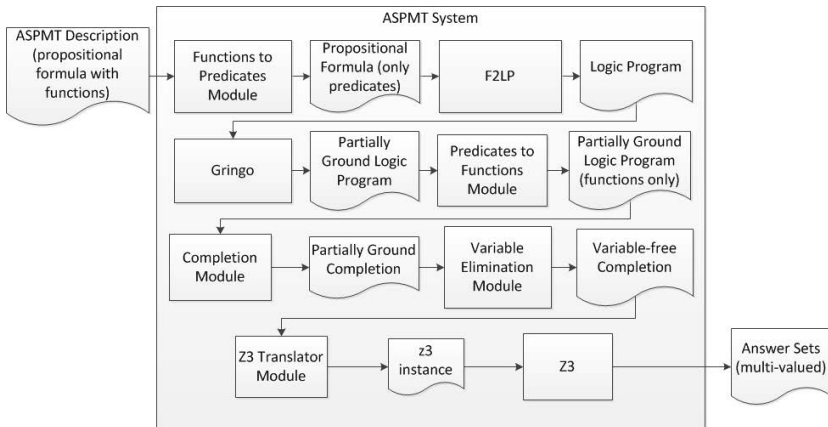 ASPMT System
ASPMT Description
(propositional
formula with
functions)
Functions to
Predicates
Module
Propositional
Formula (only
predicates)
F2LP
Logic Program
Gringo
Partially
Ground Logic
Program
Predicates to
Functions
Module
Partially Ground
Logic Program
(functions only)
Completion
Module
Partially Ground
Completion
Variable
Elimination
Module
Variable-free
Completion
Z3 Translator
Module
z3
instance
Z3
Answer Sets
(multi-valued)